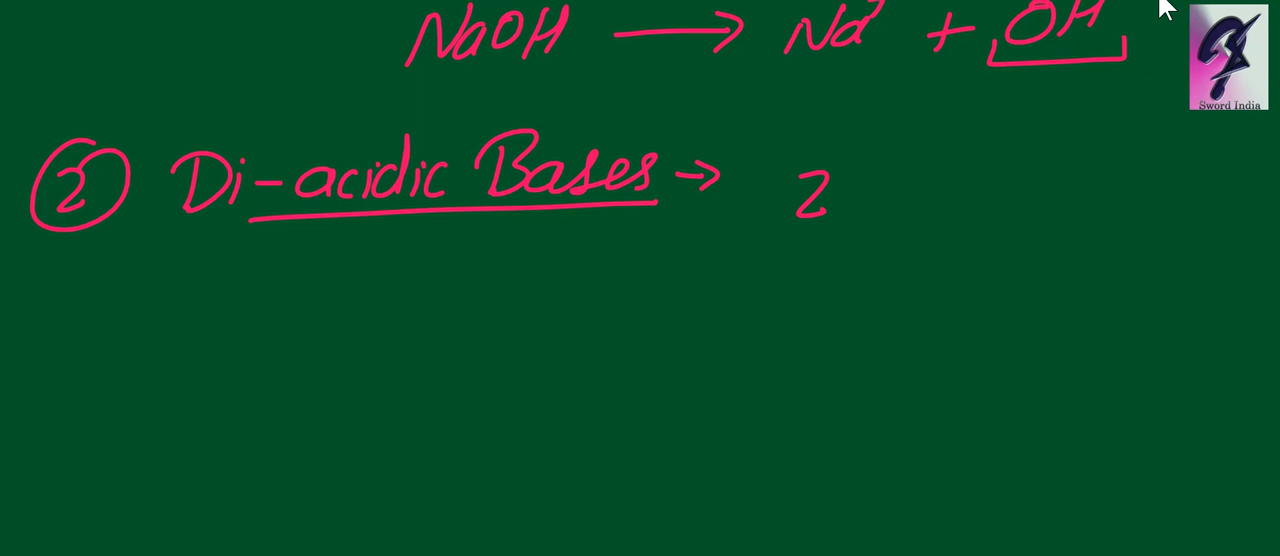 NaOH → Na⁺ + OH
Sword India
② Di-acidic Bases → 2